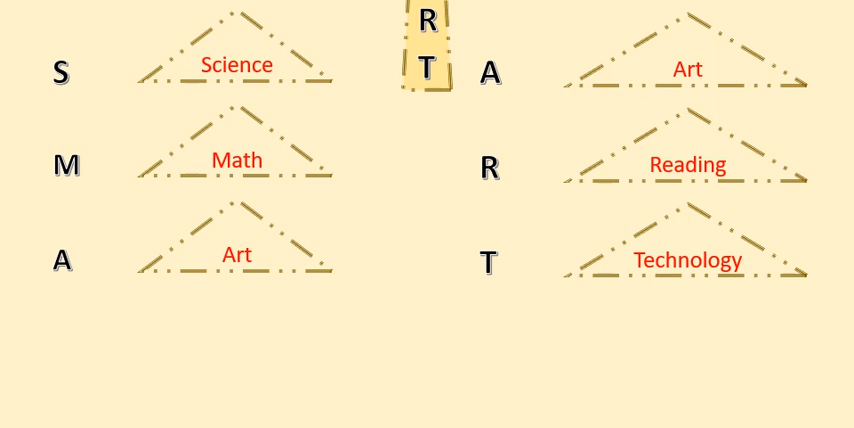 R
T
S Science
M Math
A Art
A Art
R Reading
T Technology